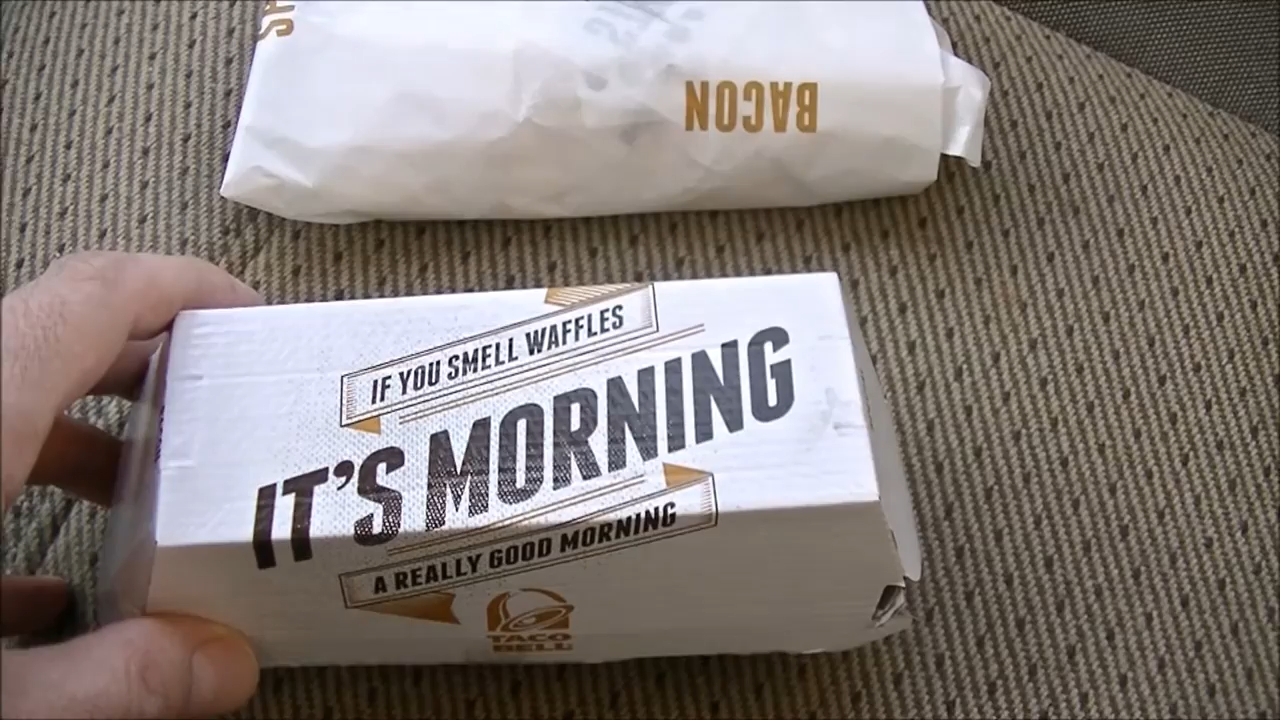 BACON
IF YOU SMELL WAFFLES
IT'S MORNING
A REALLY GOOD MORNING
TACO
BELL